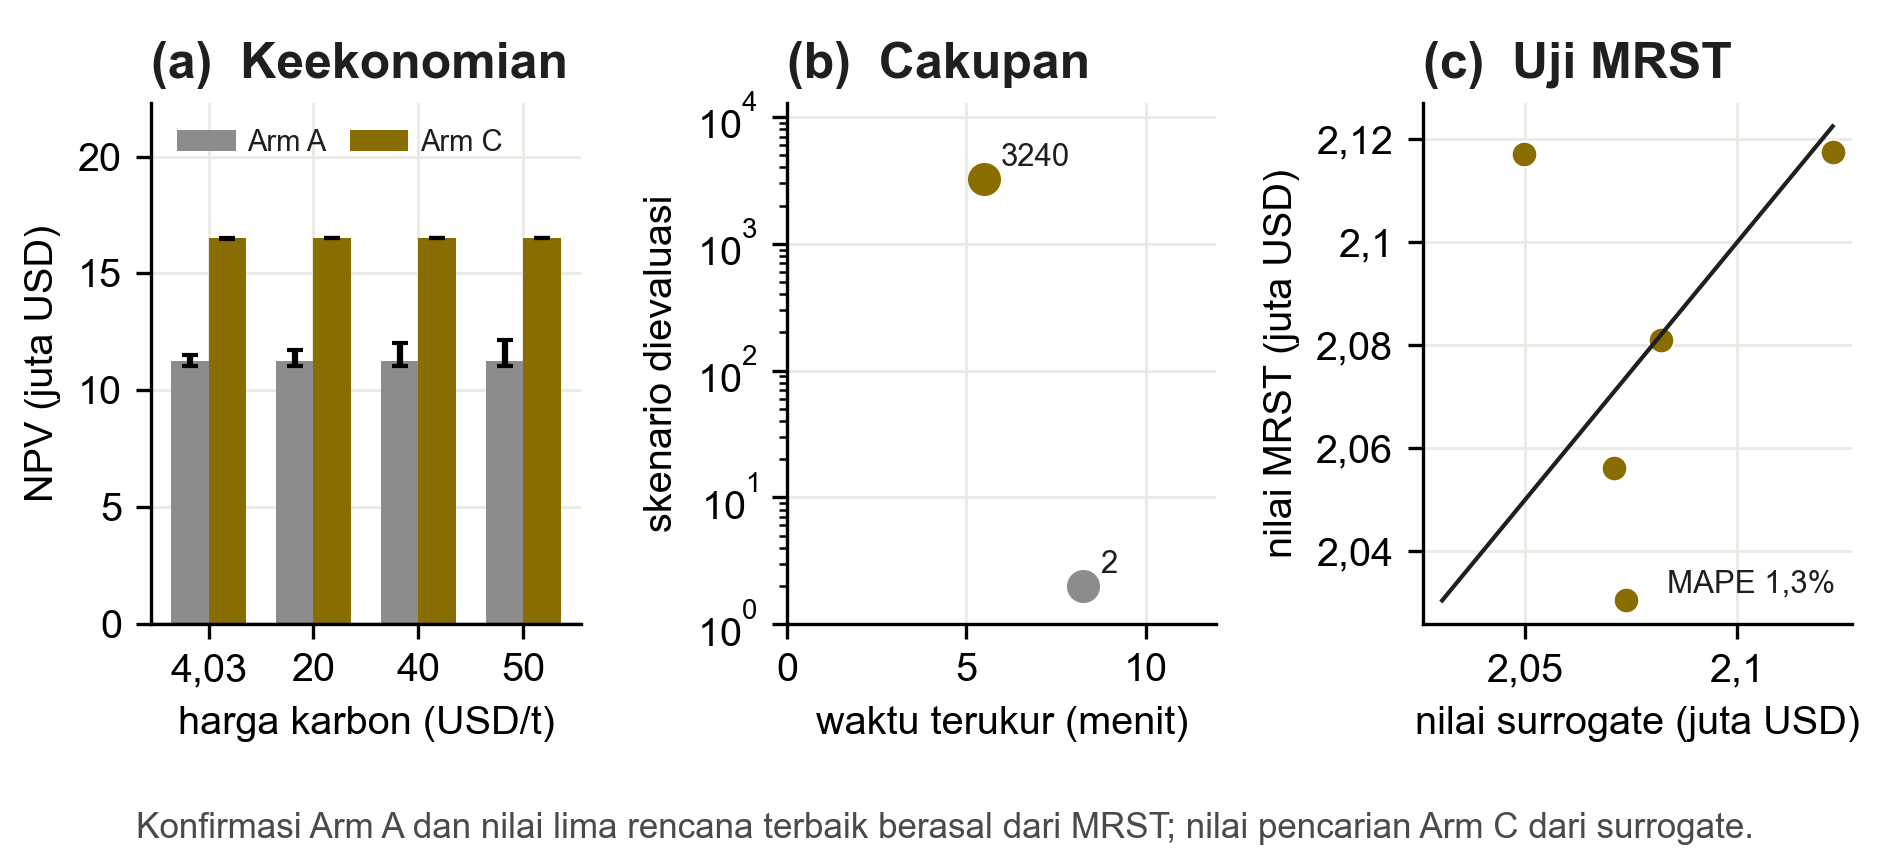 (a) Keekonomian
Arm A
Arm C
20
15
10
5
0
NPV (juta USD)
4,03
20
40
50
harga karbon (USD/t)
(b) Cakupan
10^4
10^3
10^2
10^1
10^0
skenario dievaluasi
3240
2
0
5
10
waktu terukur (menit)
(c) Uji MRST
2,12
2,1
2,08
2,06
2,04
nilai MRST (juta USD)
MAPE 1,3%
2,05
2,1
nilai surrogate (juta USD)
Konfirmasi Arm A dan nilai lima rencana terbaik berasal dari MRST; nilai pencarian Arm C dari surrogate.